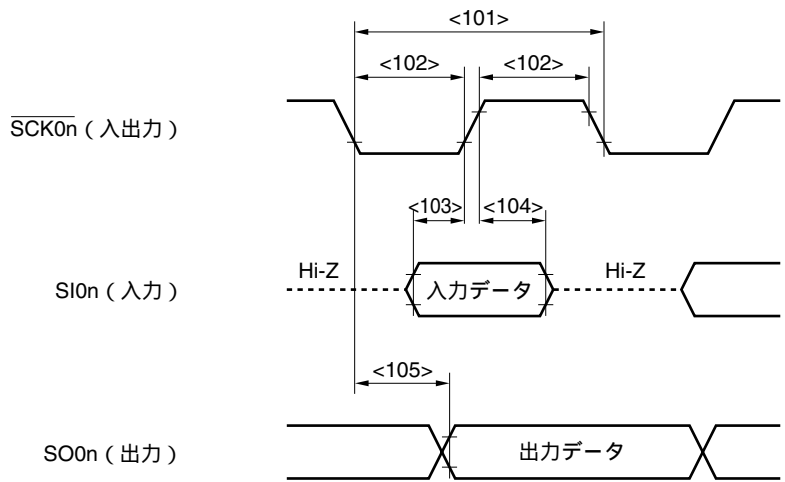 <101>
<102> <102>
SCK0n（入出力）
<103> <104>
Hi-Z Hi-Z
SI0n（入力） 入力データ
<105>
SO0n（出力） 出力データ